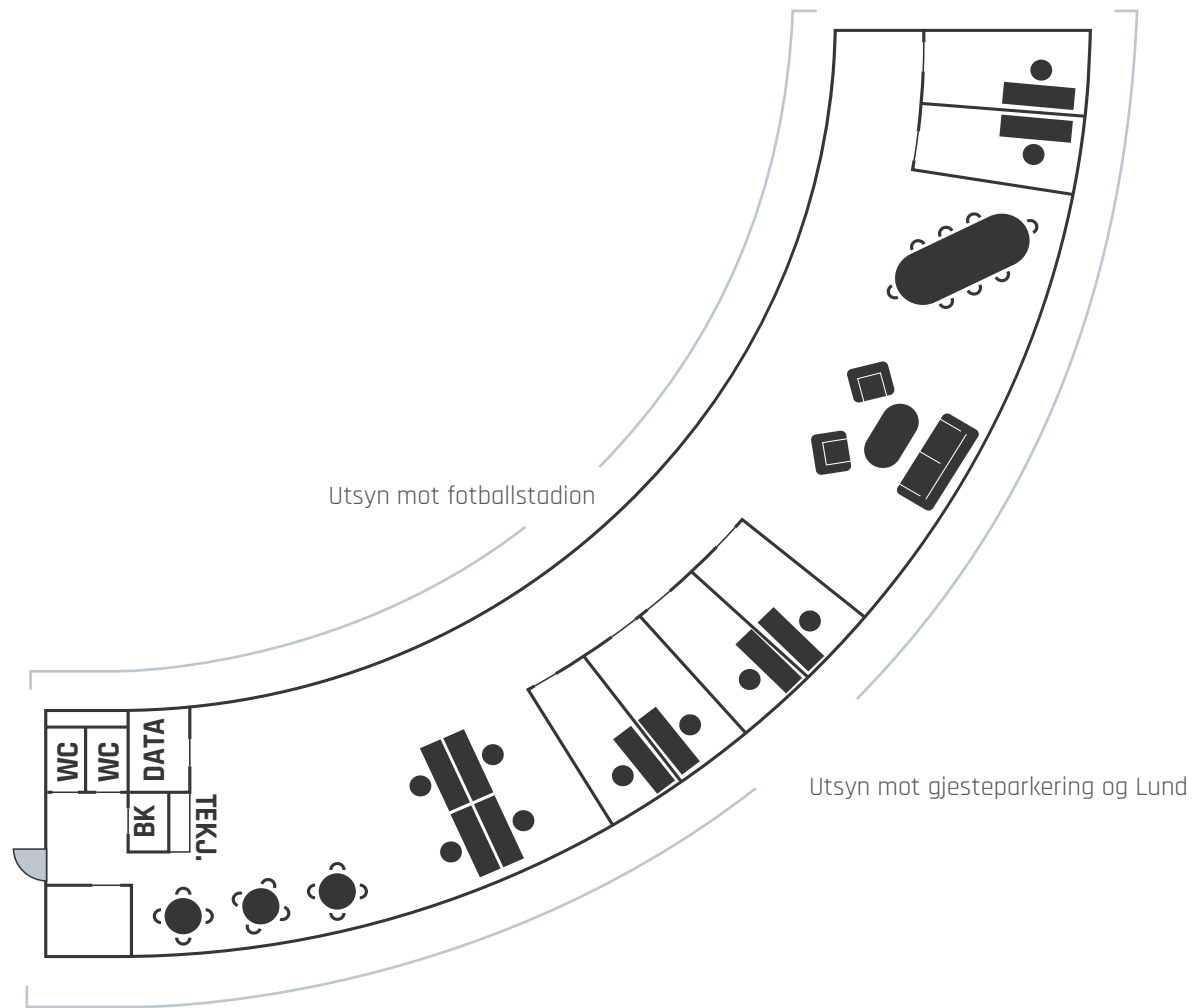 Utsyn mot fotballstadion
WC
WC
DATA
BK
TEKJ.
Utsyn mot gjesteparkering og Lund